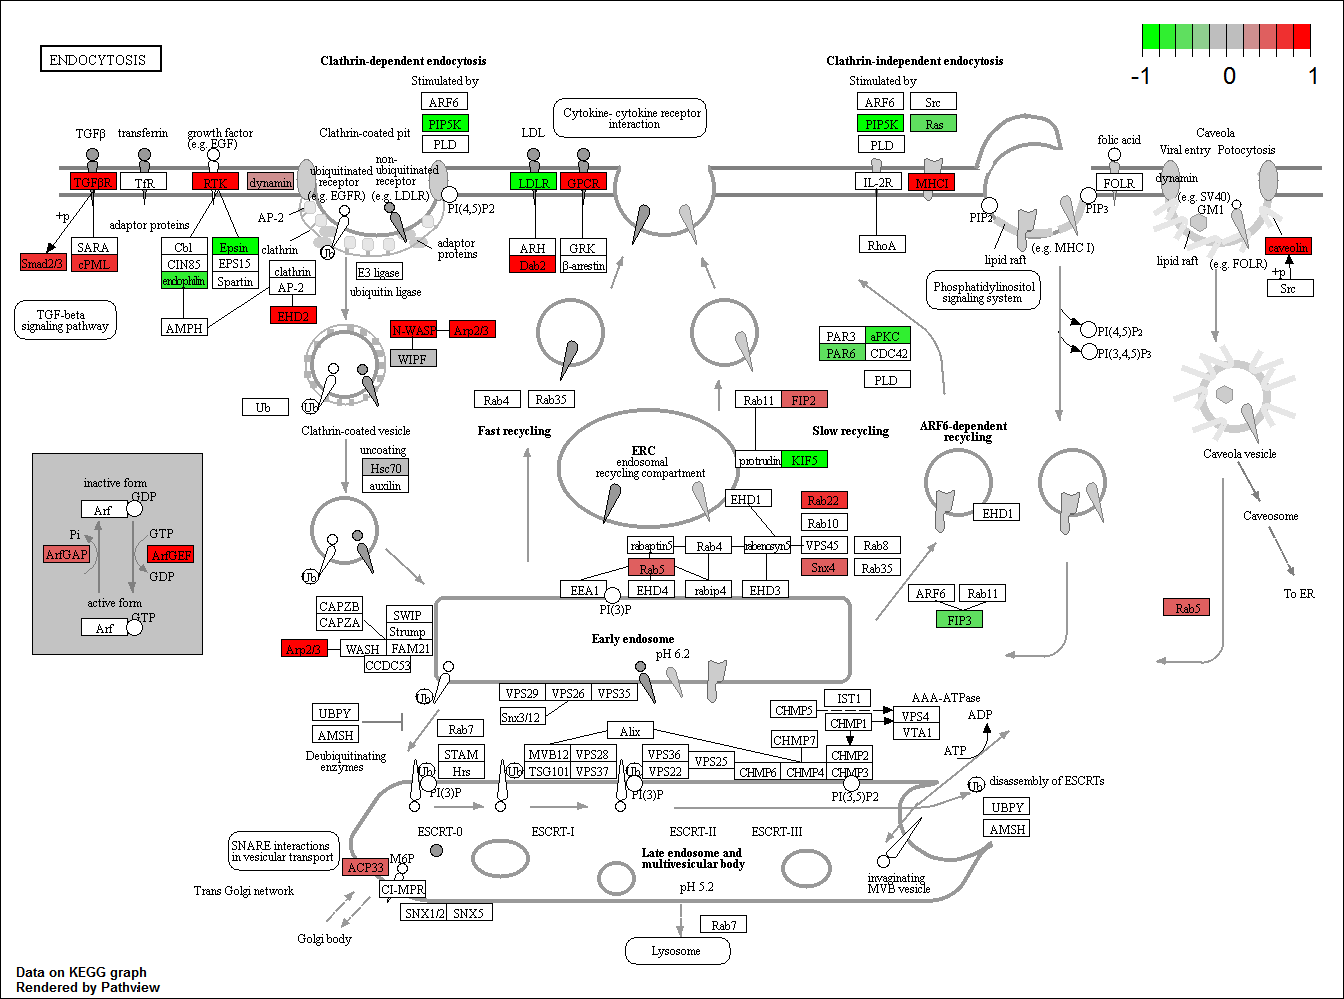 ENDOCYTOSIS
-1
0
1
Clathrin-dependent endocytosis
Stimulated by
ARF6
PIP5K
PLD
Clathrin-independent endocytosis
Stimulated by
ARF6
Src
PIP5K
Ras
PLD
Cytokine- cytokine receptor
interaction
TGFβ
transferrin
growth factor
(e.g. EGF)
Clathrin-coated pit
LDL
folic acid
Caveola
Viral entry
Potocytosis
TGFβR
TfR
RTK
dynamin
ubiquitinated
receptor
(e.g. EGFR)
non-
ubiquitinated
receptor
(e.g. LDLR)
LDLR
GPCR
IL-2R
MHCI
FOLR
dynamin
(e.g. SV40)
GM1
PI(4,5)P2
PIP2
PIP3
+p
adaptor proteins
AP-2
Ub
adaptor
proteins
Smad2/3
SARA
cPML
Cbl
CIN85
endophilin
Epsin
EPS15
Spartin
clathrin
clathrin
AP-2
EHD2
E3 ligase
ubiquitin ligase
ARH
Dab2
GRK
β-arrestin
RhoA
lipid raft
(e.g. MHC I)
lipid raft
(e.g. FOLR)
caveolin
+p
Src
TGF-beta
signaling pathway
AMPH
N-WASP
Arp2/3
WIPF
Phosphatidylinositol
signaling system
PAR3
aPKC
PAR6
CDC42
PLD
PI(4,5)P2
PI(3,4,5)P3
Ub
Ub
Rab4
Rab35
Rab11
FIP2
Clathrin-coated vesicle
Fast recycling
Slow recycling
ARF6-dependent
recycling
uncoating
Hsc70
auxilin
ERC
endosomal
recycling compartment
protrudin
KIF5
Caveola vesicle
inactive form
GDP
Arf
Pi
GTP
ArfGAP
ArfGEF
GDP
active form
GTP
Arf
EHD1
Rab22
Rab10
EHD1
Caveosome
rabaptin5
Rab4
rabenosyn5
VPS45
Rab8
Rab5
Snx4
Rab35
EEA1
EHD4
rabip4
EHD3
PI(3)P
Ub
To ER
ARF6
Rab11
FIP3
Rab5
CAPZB
CAPZA
SWIP
Strump
Arp2/3
WASH
FAM21
CCDC53
Early endosome
pH 6.2
Ub
VPS29
VPS26
VPS35
Snx3/12
UBPY
AMSH
Deubiquitinating
enzymes
Rab7
STAM
Hrs
Alix
MVB12
VPS28
TSG101
VPS37
VPS36
VPS22
VPS25
CHMP7
CHMP6
CHMP4
CHMP3
CHMP2
CHMP5
CHMP1
IST1
AAA-ATPase
VPS4
VTA1
ADP
ATP
Ub
PI(3)P
Ub
Ub
PI(3)P
PI(3,5)P2
Ub
disassembly of ESCRTs
UBPY
AMSH
ESCRT-0
ESCRT-I
ESCRT-II
ESCRT-III
SNARE interactions
in vesicular transport
ACP33
M6P
CI-MPR
SNX1/2
SNX5
Trans Golgi network
Golgi body
Late endosome and
multivesicular body
pH 5.2
invaginating
MVB vesicle
Rab7
Lysosome
Data on KEGG graph
Rendered by Pathview